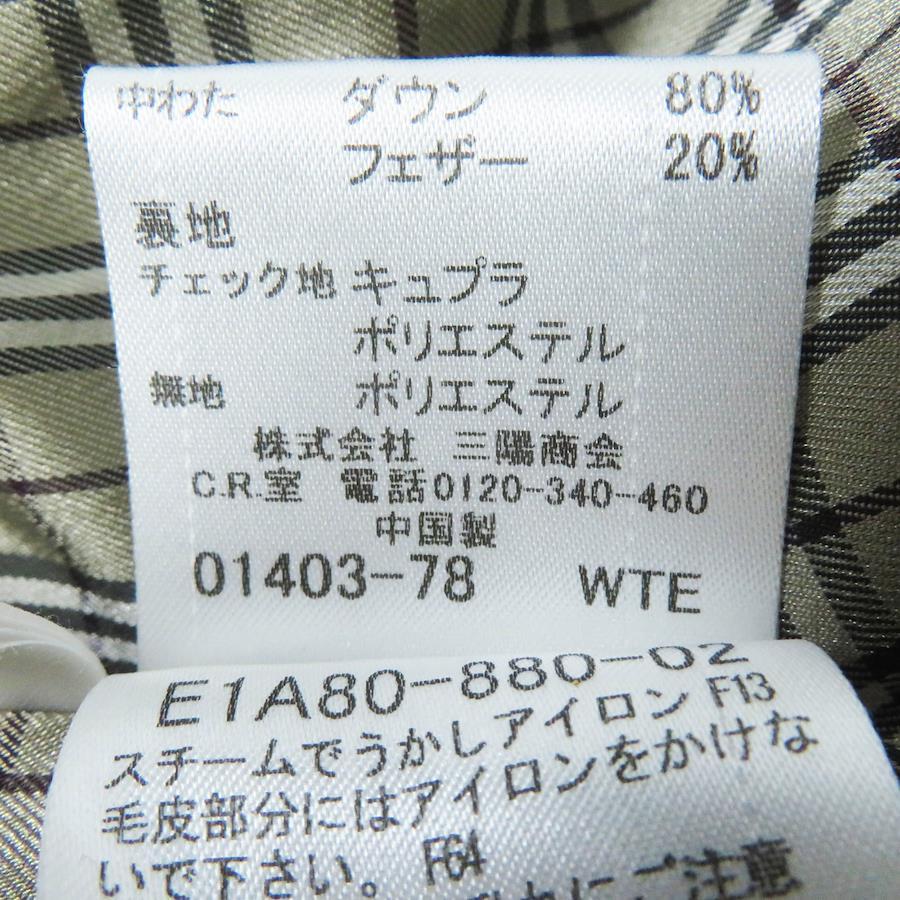 中わた ダウン 80%
フェザー 20%
裏地
チェック地 キュプラ
ポリエステル
無地 ポリエステル
株式会社 三陽商会
C.R.室 電話0120-340-460
中国製
01403-78 WTE
E1A80-880-02
スチームでうかしアイロン F13
毛皮部分にはアイロンをかけな
いで下さい。 F64
にご注意